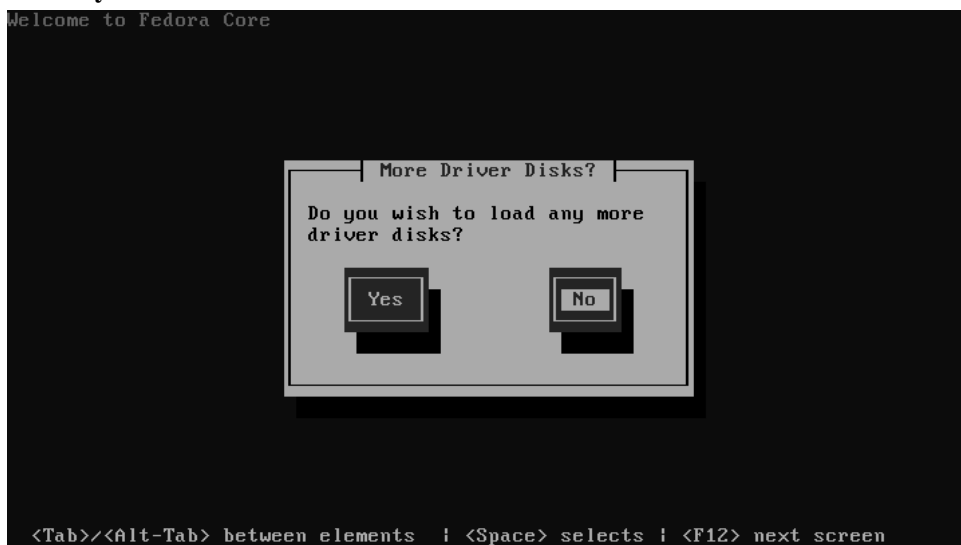 Welcome to Fedora Core
More Driver Disks?
Do you wish to load any more
driver disks?
Yes No
<Tab>/<Alt-Tab> between elements | <Space> selects | <F12> next screen